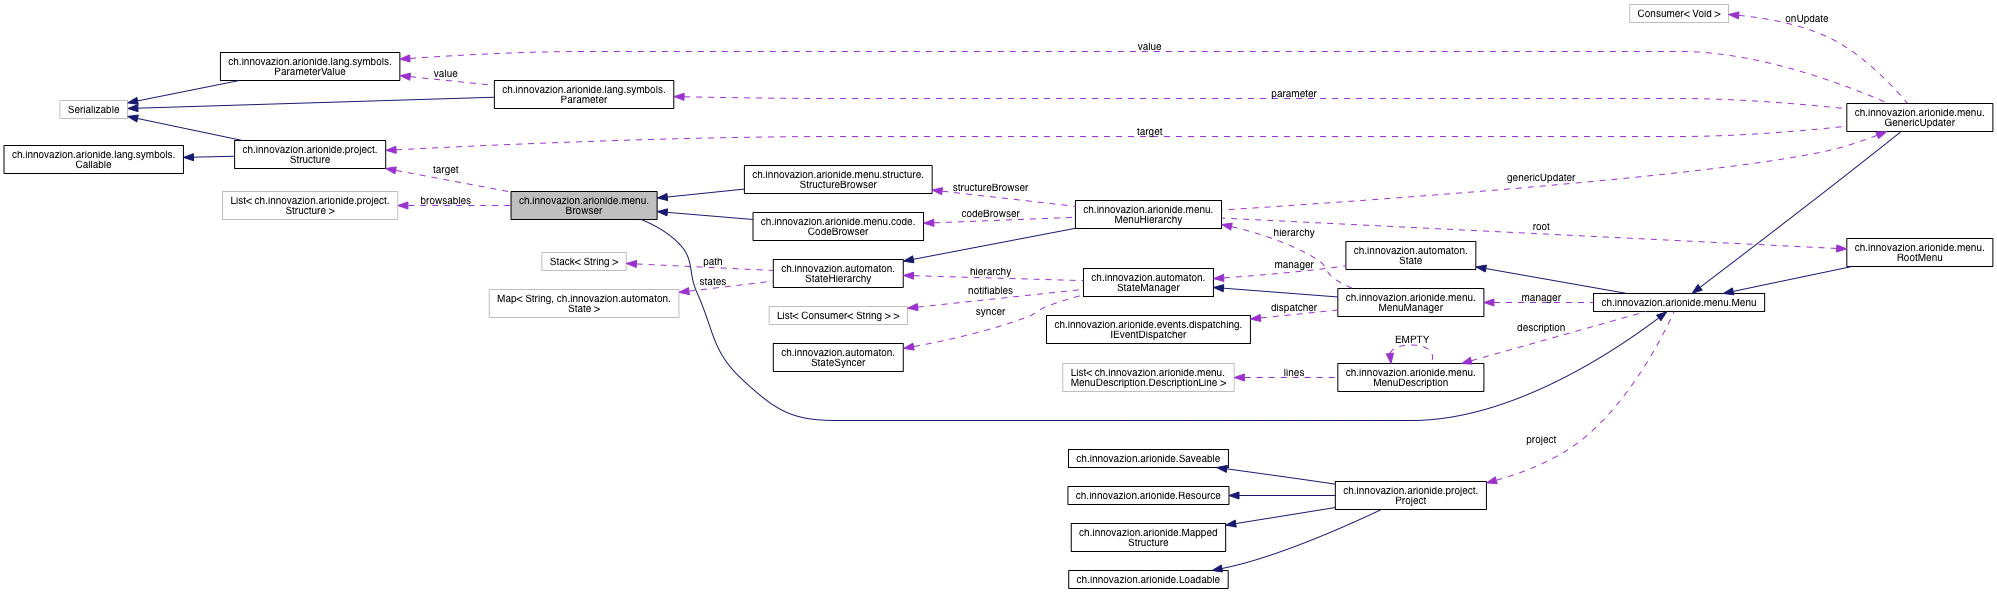 Consumer< Void >
onUpdate
value
ch.innovazion.arionide.lang.symbols.
ParameterValue
value
ch.innovazion.arionide.lang.symbols.
Parameter
parameter
Serializable
ch.innovazion.arionide.menu.
GenericUpdater
target
ch.innovazion.arionide.project.
Structure
ch.innovazion.arionide.lang.symbols.
Callable
target
ch.innovazion.arionide.menu.structure.
StructureBrowser
structureBrowser
genericUpdater
List< ch.innovazion.arionide.project.
Structure >
browsables
ch.innovazion.arionide.menu.
Browser
ch.innovazion.arionide.menu.code.
CodeBrowser
codeBrowser
ch.innovazion.arionide.menu.
MenuHierarchy
root
hierarchy
ch.innovazion.arionide.menu.
RootMenu
ch.innovazion.automaton.
State
Stack< String >
path
ch.innovazion.automaton.
StateHierarchy
hierarchy
manager
states
ch.innovazion.automaton.
StateManager
Map< String, ch.innovazion.automaton.
State >
notifiables
ch.innovazion.arionide.menu.
MenuManager
manager
ch.innovazion.arionide.menu.Menu
List< Consumer< String > >
syncer
dispatcher
ch.innovazion.arionide.events.dispatching.
IEventDispatcher
description
EMPTY
ch.innovazion.automaton.
StateSyncer
List< ch.innovazion.arionide.menu.
MenuDescription.DescriptionLine >
lines
ch.innovazion.arionide.menu.
MenuDescription
project
ch.innovazion.arionide.Saveable
ch.innovazion.arionide.Resource
ch.innovazion.arionide.project.
Project
ch.innovazion.arionide.Mapped
Structure
ch.innovazion.arionide.Loadable